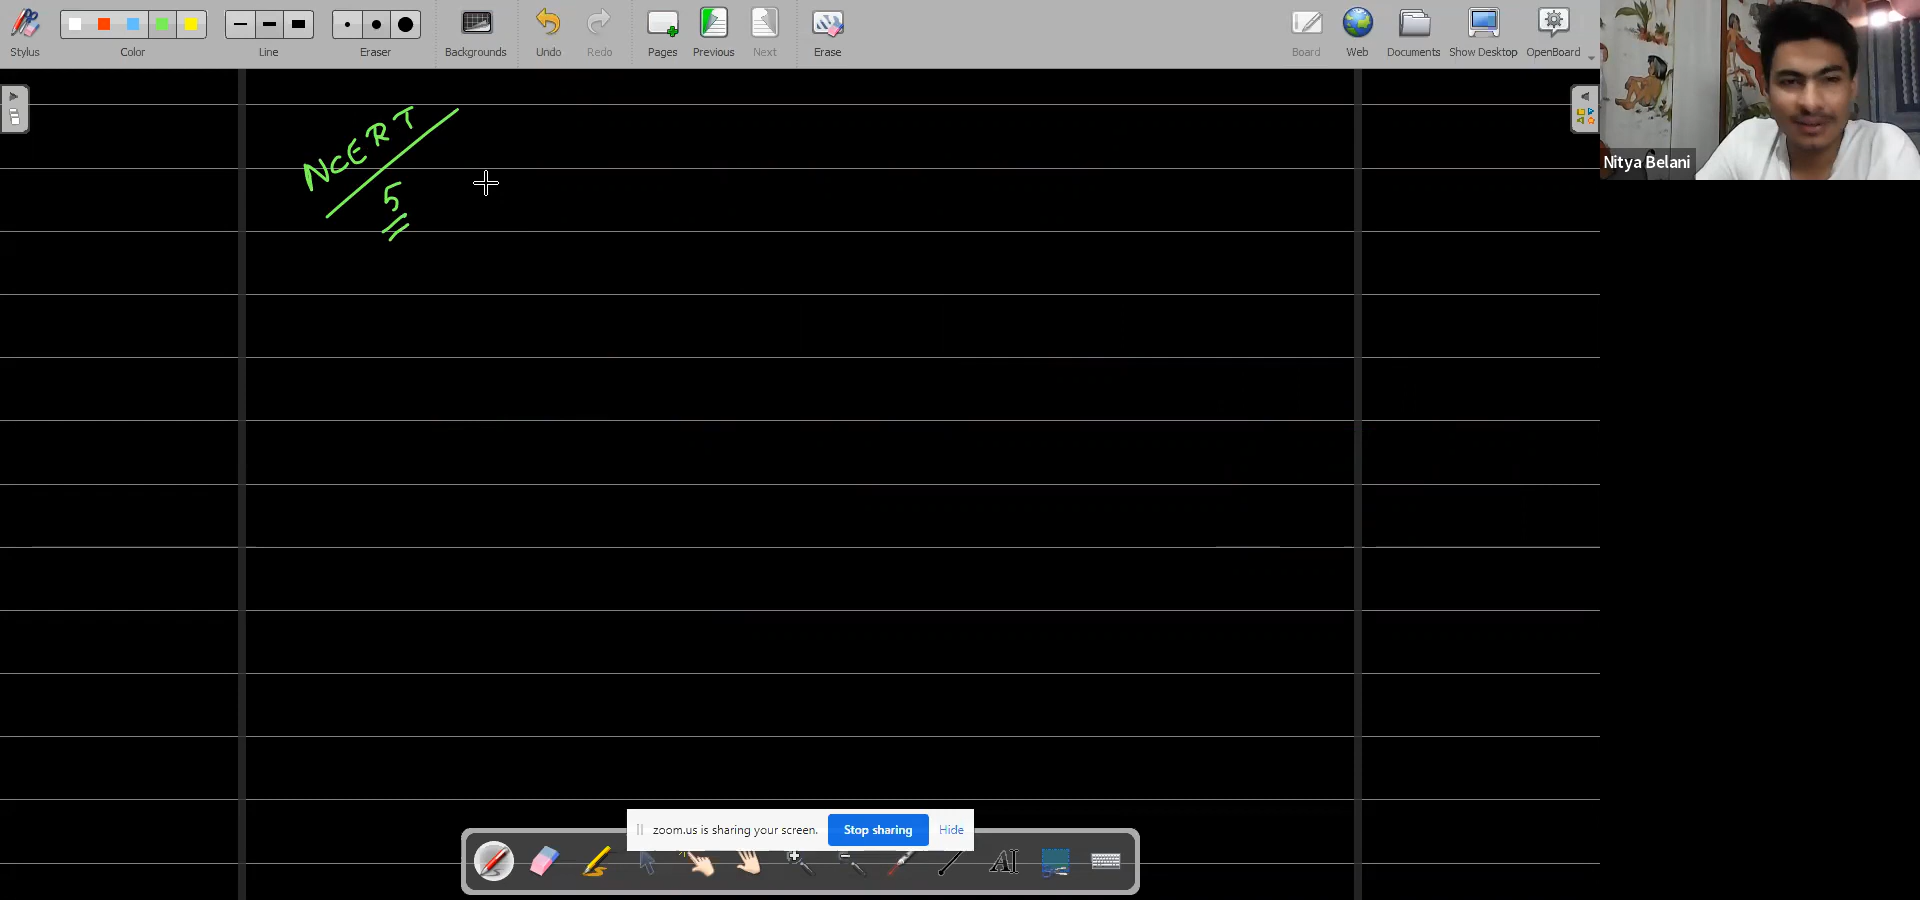 Stylus
Color
Line
Eraser
Backgrounds
Undo
Redo
Pages
Previous
Next
Erase
Board
Web
Documents
Show Desktop
OpenBoard
NCERT
5
Nitya Belani
zoom.us is sharing your screen.
Stop sharing
Hide
AI